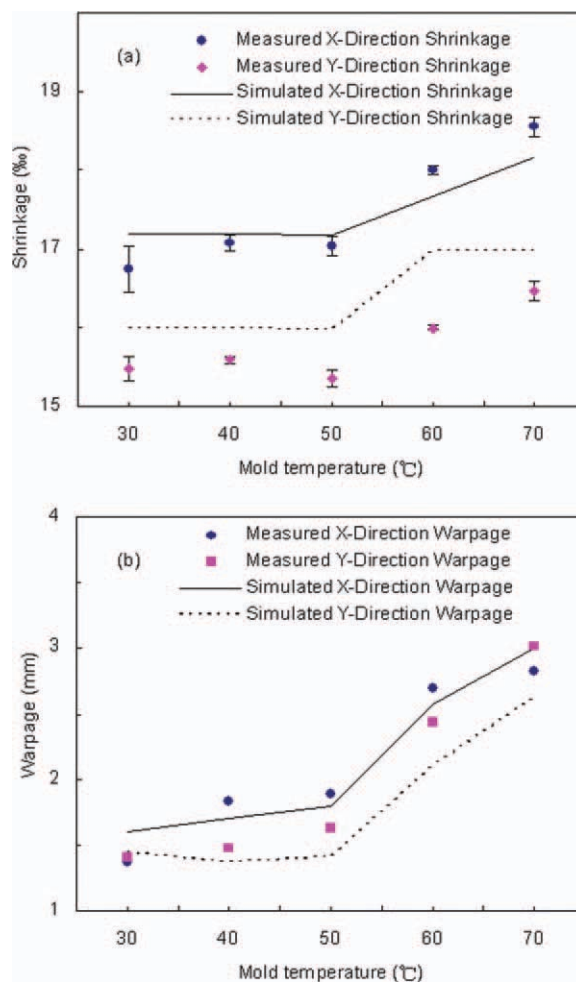 (a)
Measured X-Direction Shrinkage
Measured Y-Direction Shrinkage
Simulated X-Direction Shrinkage
Simulated Y-Direction Shrinkage
Shrinkage (‰)
19
17
15
30 40 50 60 70
Mold temperature (℃)
(b)
Measured X-Direction Warpage
Measured Y-Direction Warpage
Simulated X-Direction Warpage
Simulated Y-Direction Warpage
Warpage (mm)
4
3
2
1
30 40 50 60 70
Mold temperature (℃)